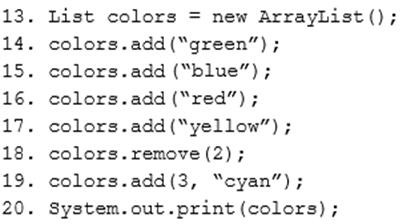 13. List colors = new ArrayList();
14. colors.add(“green”);
15. colors.add(“blue”);
16. colors.add(“red”);
17. colors.add(“yellow”);
18. colors.remove(2);
19. colors.add(3, “cyan”);
20. System.out.print(colors);